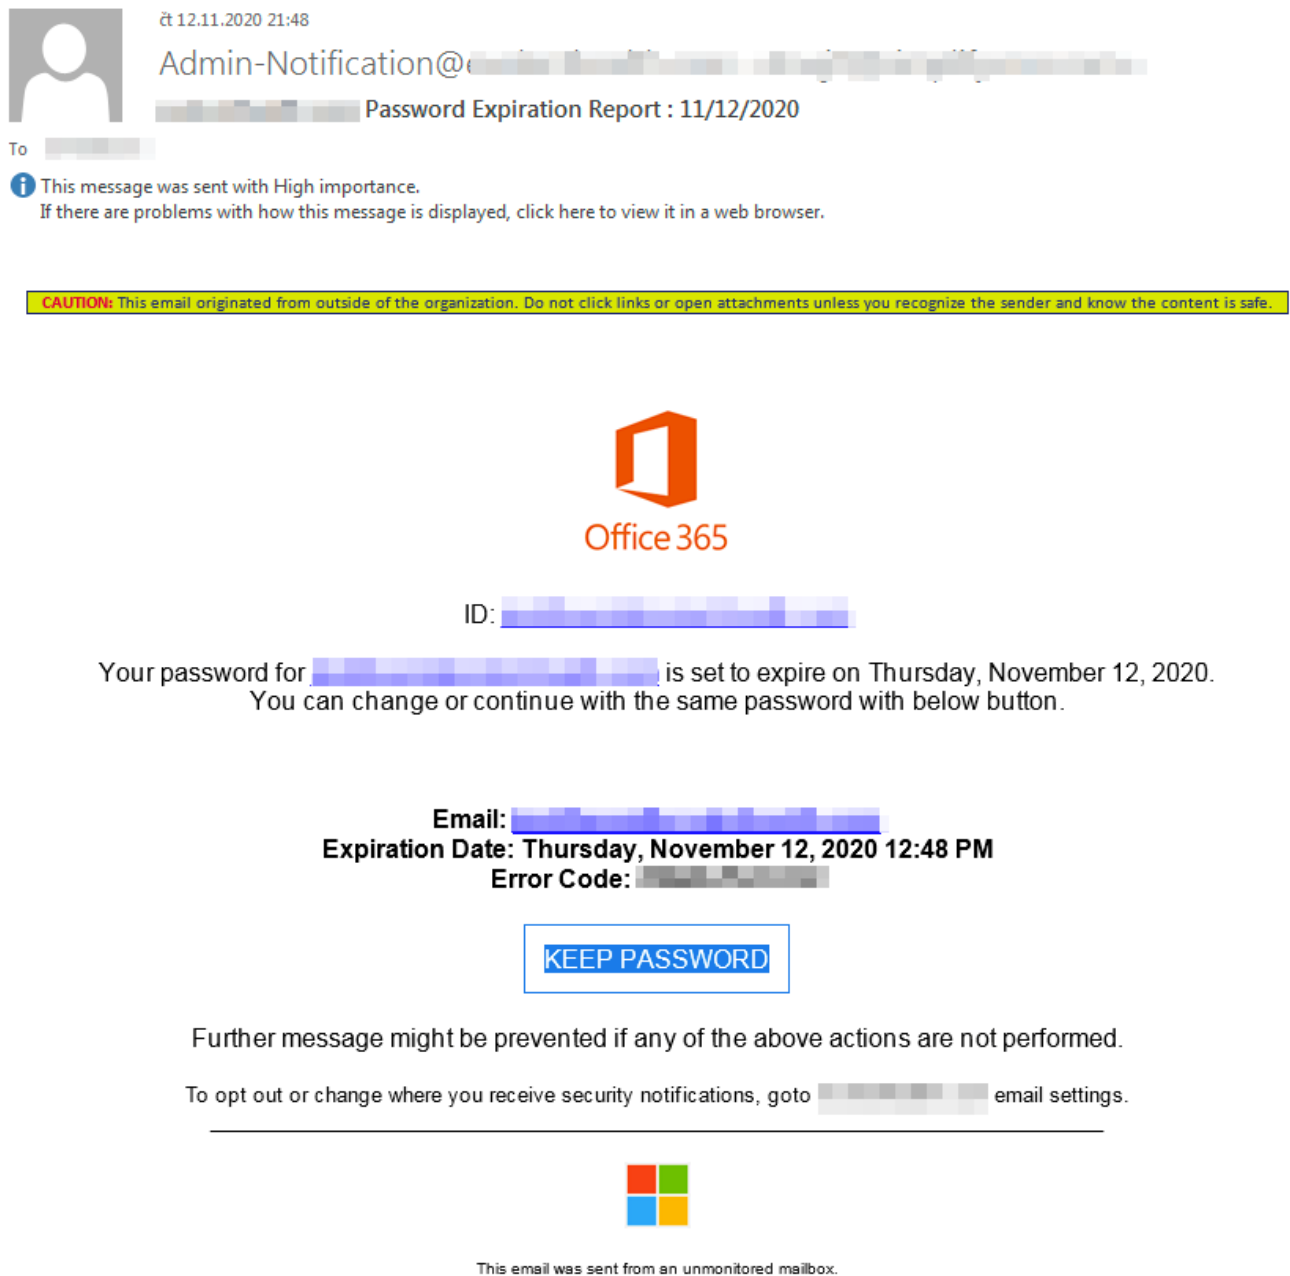 čt 12.11.2020 21:48
Admin-Notification@
Password Expiration Report : 11/12/2020
To
This message was sent with High importance.
If there are problems with how this message is displayed, click here to view it in a web browser.
CAUTION: This email originated from outside of the organization. Do not click links or open attachments unless you recognize the sender and know the content is safe.
Office 365
ID:
Your password for is set to expire on Thursday, November 12, 2020.
You can change or continue with the same password with below button.
Email:
Expiration Date: Thursday, November 12, 2020 12:48 PM
Error Code:
KEEP PASSWORD
Further message might be prevented if any of the above actions are not performed.
To opt out or change where you receive security notifications, goto email settings.
This email was sent from an unmonitored mailbox.